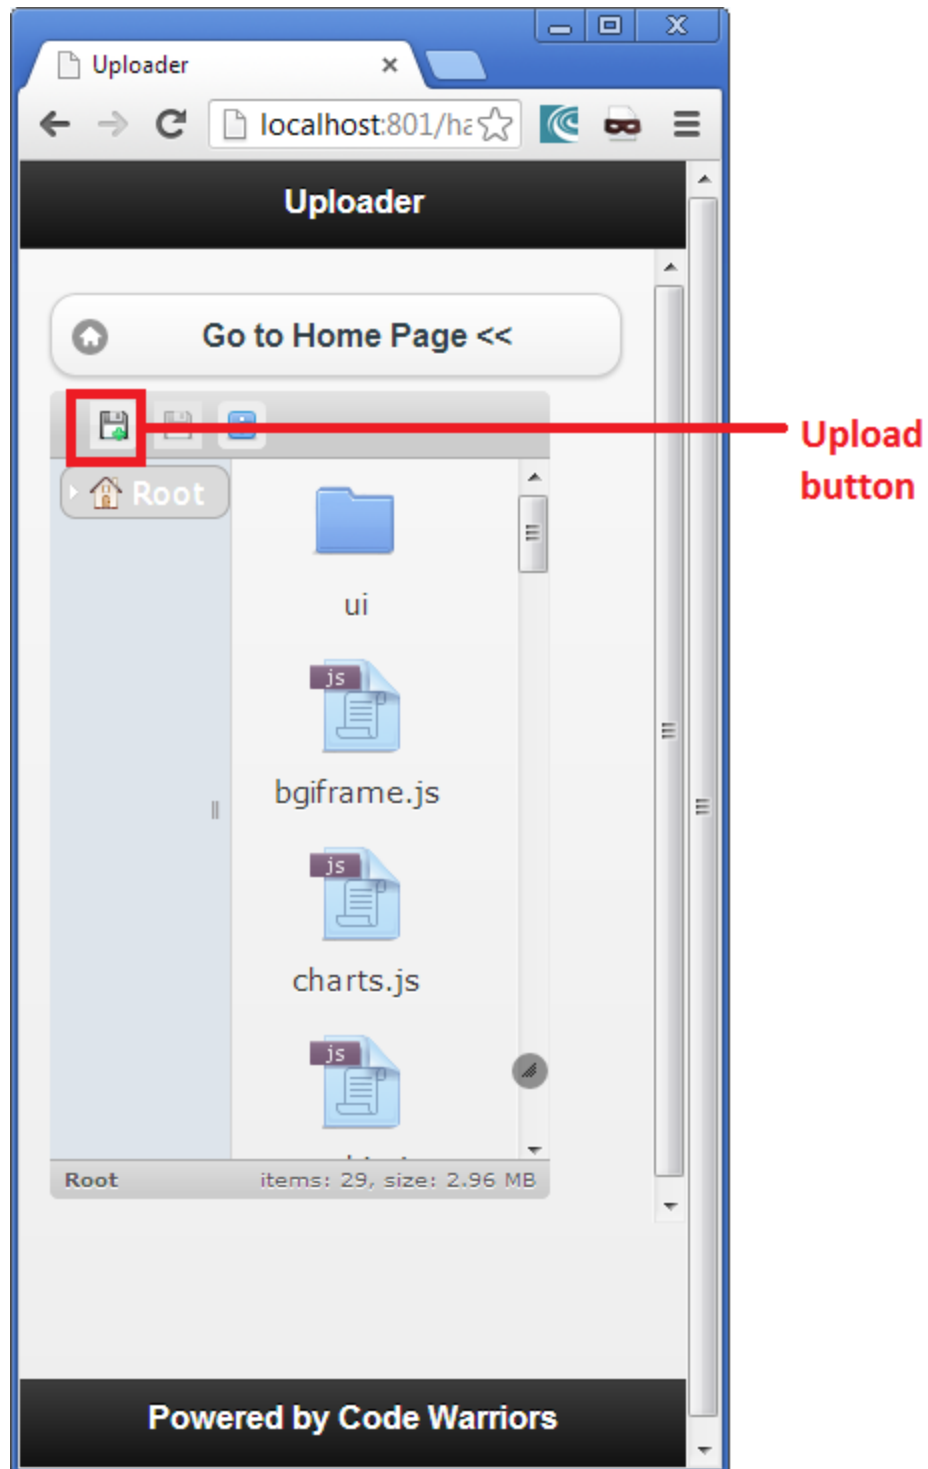 Uploader
localhost:801/ha
Uploader
Go to Home Page <<
Upload
button
Root
ui
js
bgiframe.js
js
charts.js
js
Root
items: 29, size: 2.96 MB
Powered by Code Warriors